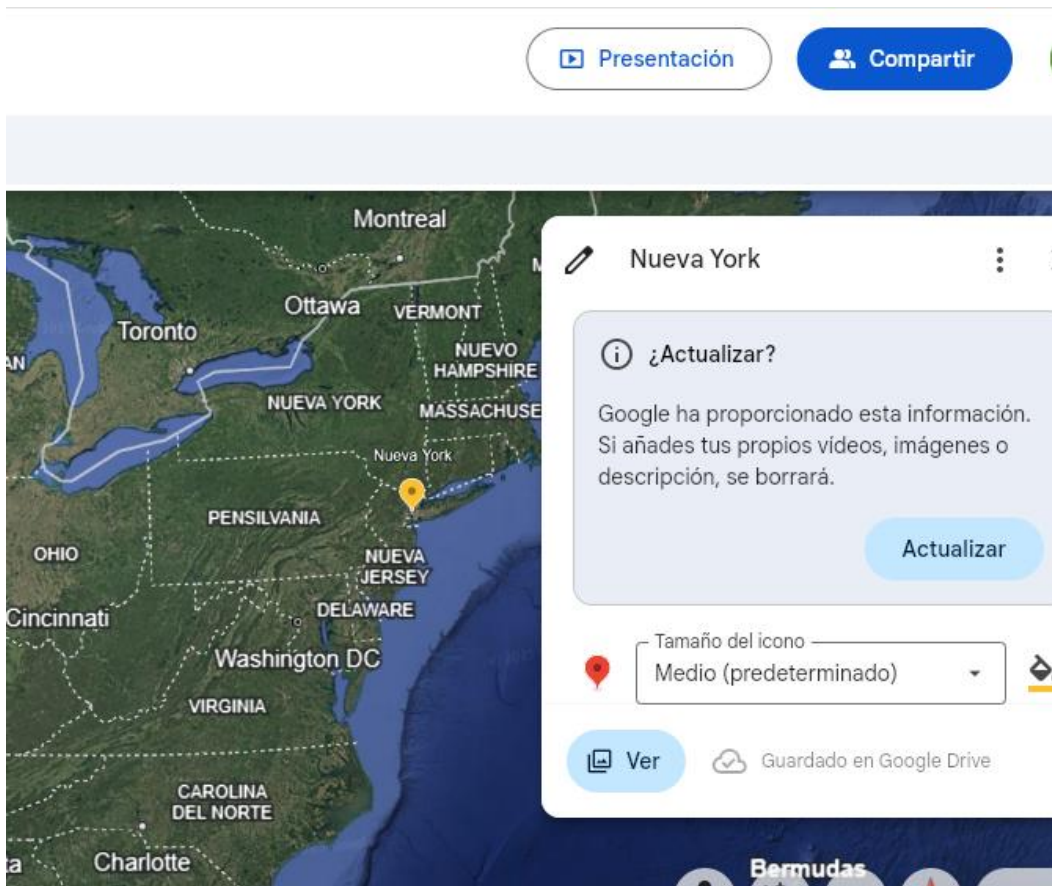 Presentación
Compartir
Montreal
Ottawa
VERMONT
Toronto
NUEVO
HAMPSHIRE
NUEVA YORK
MASSACHUSE
Nueva York
PENSILVANIA
OHIO
NUEVA
JERSEY
DELAWARE
Cincinnati
Washington DC
VIRGINIA
CAROLINA
DEL NORTE
Charlotte
Bermudas
Nueva York
¿Actualizar?
Google ha proporcionado esta información.
Si añades tus propios vídeos, imágenes o
descripción, se borrará.
Actualizar
Tamaño del icono
Medio (predeterminado)
Ver
Guardado en Google Drive